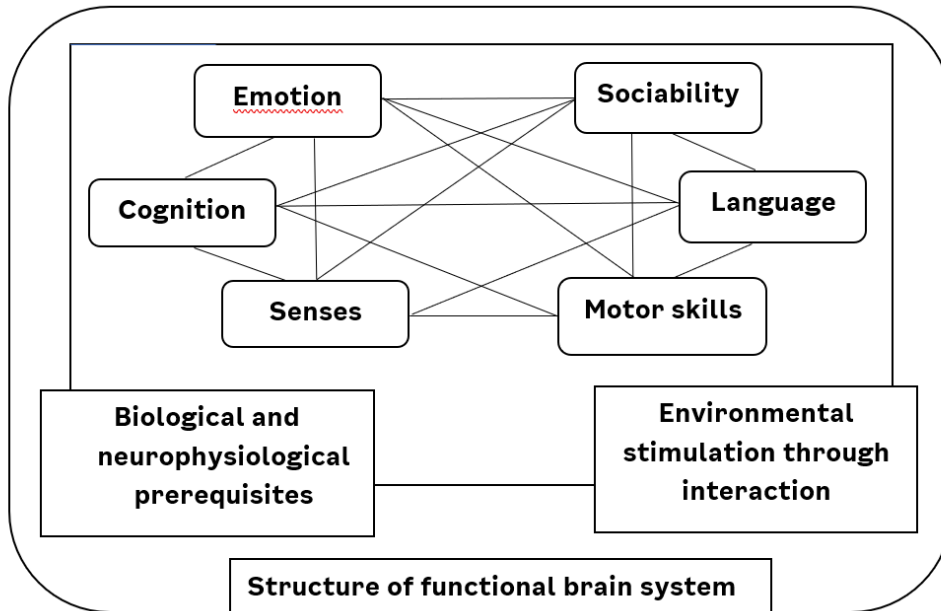 Emotion
Sociability
Cognition
Language
Senses
Motor skills
Biological and
neurophysiological
prerequisites
Environmental
stimulation through
interaction
Structure of functional brain system